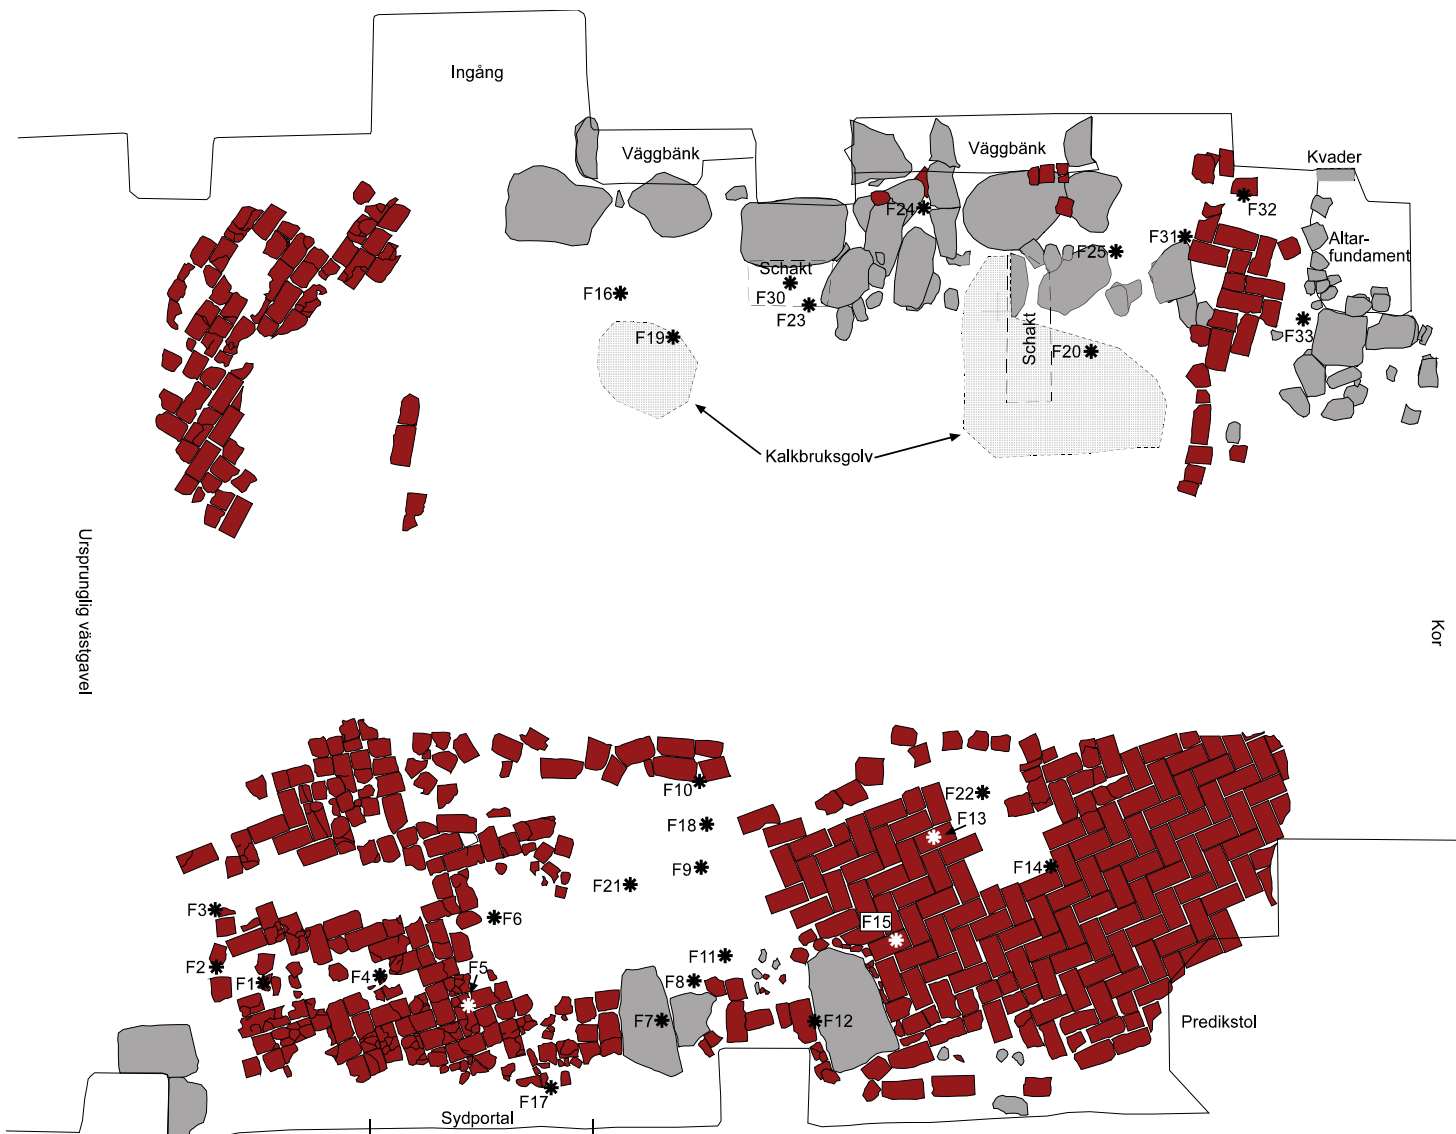 Ingång
Väggbänk
Väggbänk
Kvader
F32
F24
F31
Altar-
fundament
F25
Schakt
F16
F30
F23
F33
F19
Schakt
F20
Kalkbruksgolv
Ursprunglig västgavel
Kor
F10
F22
F18
F13
F9
F14
F21
F3
F6
F15
F11
F2
F5
F1
F4
F8
F7
F12
Predikstol
F17
Sydportal